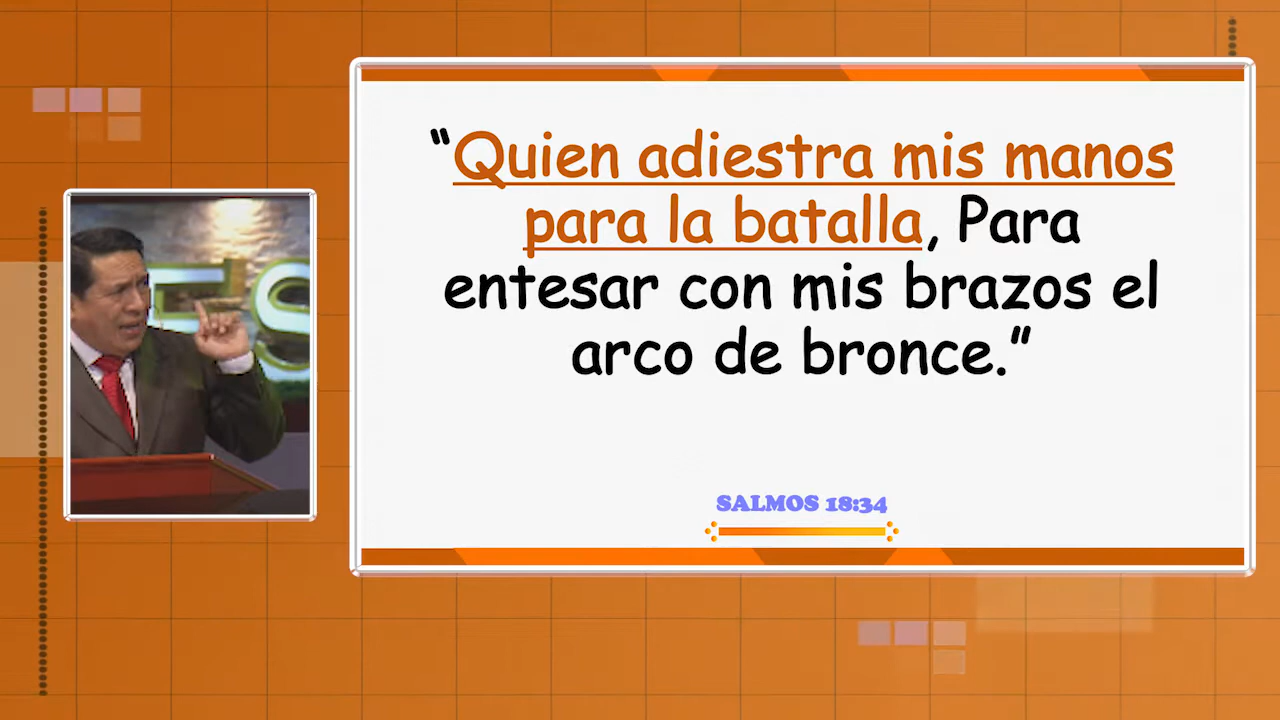 “Quien adiestra mis manos
para la batalla, Para
entesar con mis brazos el
arco de bronce.”
SALMOS 18:34